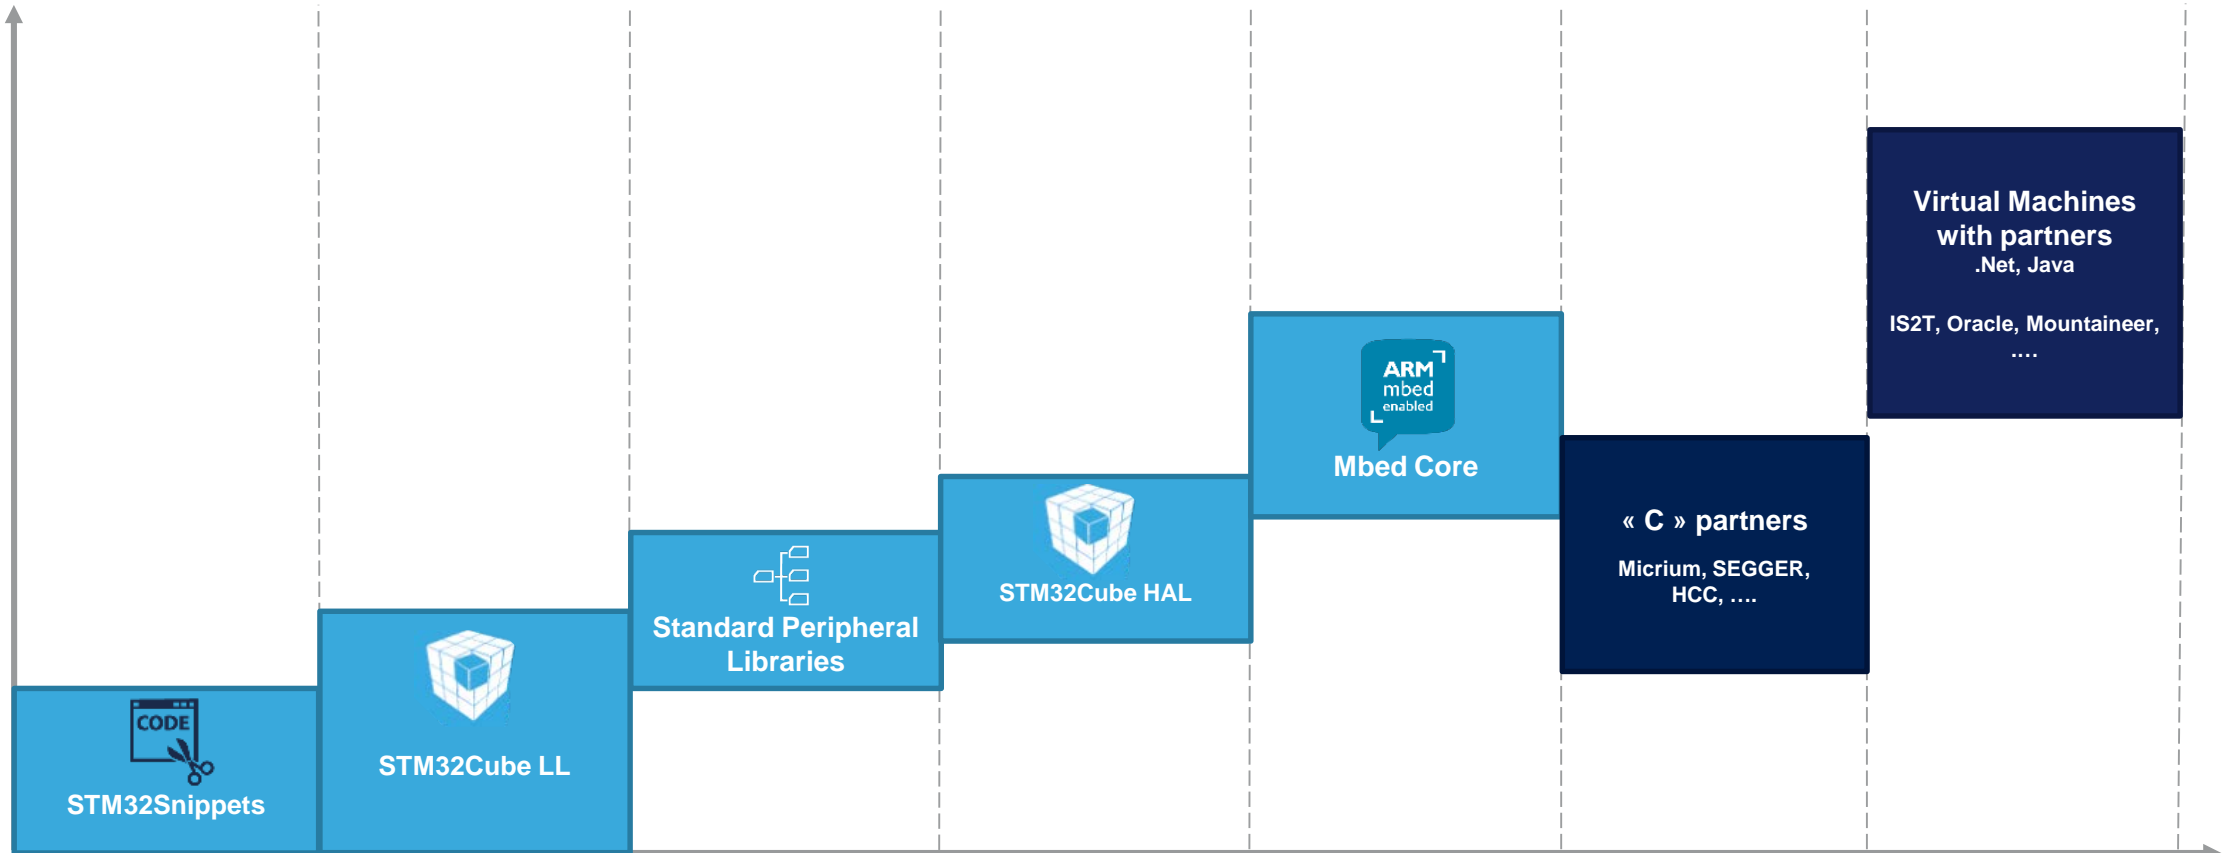 CODE
STM32Snippets
STM32Cube LL
Standard Peripheral
Libraries
STM32Cube HAL
ARM
mbed
enabled
Mbed Core
« C » partners
Micrium, SEGGER,
HCC, ....
Virtual Machines
with partners
.Net, Java
IS2T, Oracle, Mountaineer,
....